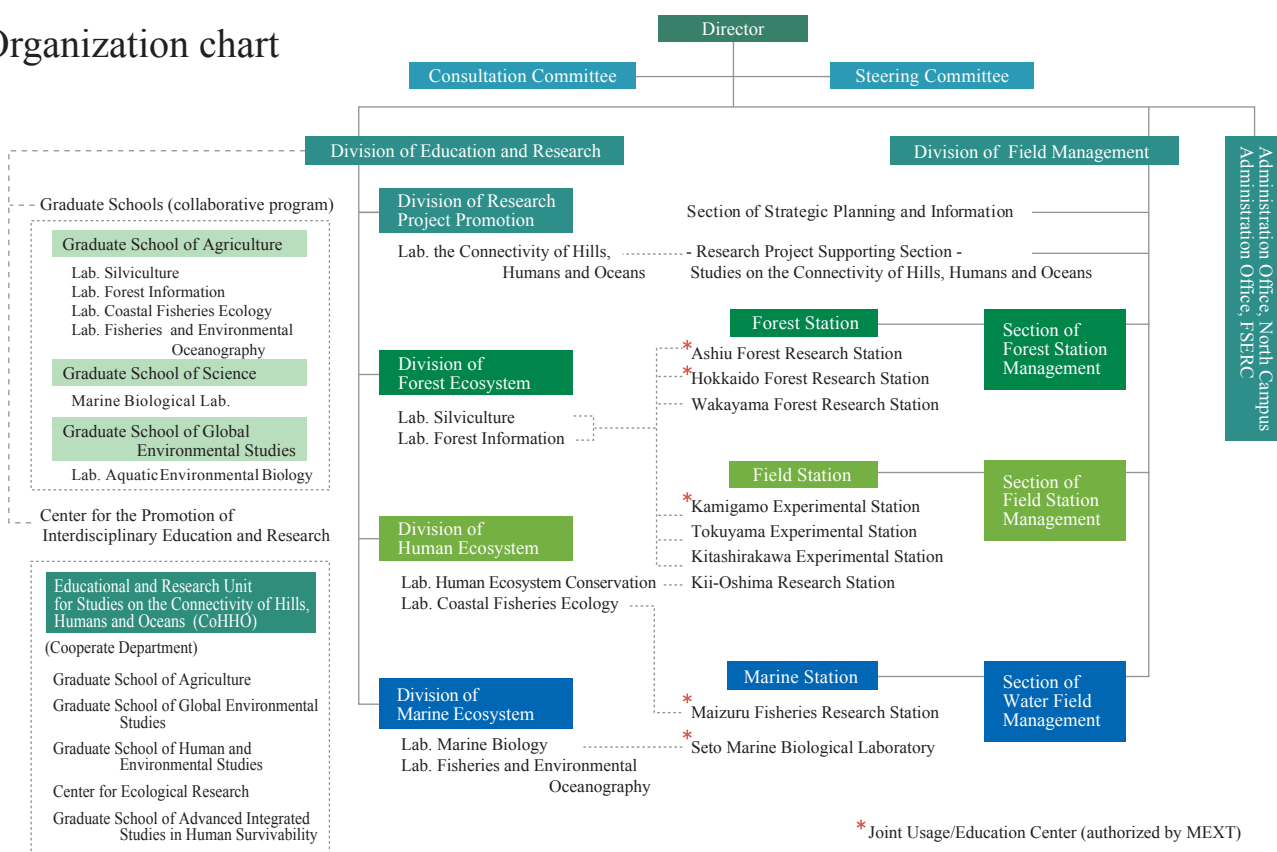 Organization chart
Director
Consultation Committee
Steering Committee
Division of Education and Research
Division of Field Management
Administration Office, North Campus
Administration Office, FSERC
Graduate Schools (collaborative program)
Graduate School of Agriculture
Lab. Silviculture
Lab. Forest Information
Lab. Coastal Fisheries Ecology
Lab. Fisheries and Environmental
Oceanography
Graduate School of Science
Marine Biological Lab.
Graduate School of Global
Environmental Studies
Lab. Aquatic Environmental Biology
Center for the Promotion of
Interdisciplinary Education and Research
Educational and Research Unit
for Studies on the Connectivity of Hills,
Humans and Oceans (CoHHO)
(Cooperate Department)
Graduate School of Agriculture
Graduate School of Global Environmental
Studies
Graduate School of Human and
Environmental Studies
Center for Ecological Research
Graduate School of Advanced Integrated
Studies in Human Survivability
Division of Research
Project Promotion
Lab. the Connectivity of Hills,
Humans and Oceans
Division of
Forest Ecosystem
Lab. Silviculture
Lab. Forest Information
Division of
Human Ecosystem
Lab. Human Ecosystem Conservation
Lab. Coastal Fisheries Ecology
Division of
Marine Ecosystem
Lab. Marine Biology
Lab. Fisheries and Environmental
Oceanography
Section of Strategic Planning and Information
- Research Project Supporting Section -
Studies on the Connectivity of Hills, Humans and Oceans
Forest Station
*Ashiu Forest Research Station
*Hokkaido Forest Research Station
Wakayama Forest Research Station
Section of
Forest Station
Management
Field Station
*Kamigamo Experimental Station
Tokuyama Experimental Station
Kitashirakawa Experimental Station
Kii-Oshima Research Station
Section of
Field Station
Management
Marine Station
*Maizuru Fisheries Research Station
*Seto Marine Biological Laboratory
Section of
Water Field
Management
*Joint Usage/Education Center (authorized by MEXT)